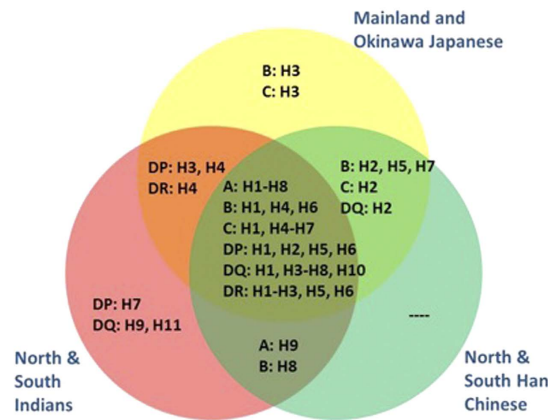 Mainland and
Okinawa Japanese
B: H3
C: H3
DP: H3, H4
DR: H4
B: H2, H5, H7
C: H2
DQ: H2
A: H1-H8
B: H1, H4, H6
C: H1, H4-H7
DP: H1, H2, H5, H6
DQ: H1, H3-H8, H10
DR: H1-H3, H5, H6
DP: H7
DQ: H9, H11
----
A: H9
B: H8
North &
South
Indians
North &
South Han
Chinese